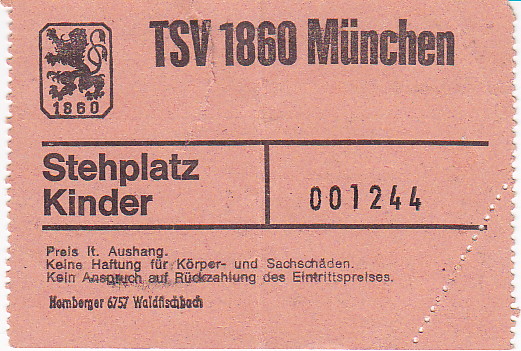 TSV 1860 München
1860
Stehplatz
Kinder
001244
Preis lt. Aushang.
Keine Haftung für Körper- und Sachschäden.
Kein Anspruch auf Rückzahlung des Eintrittspreises.
Homberger 6757 Waldfischbach